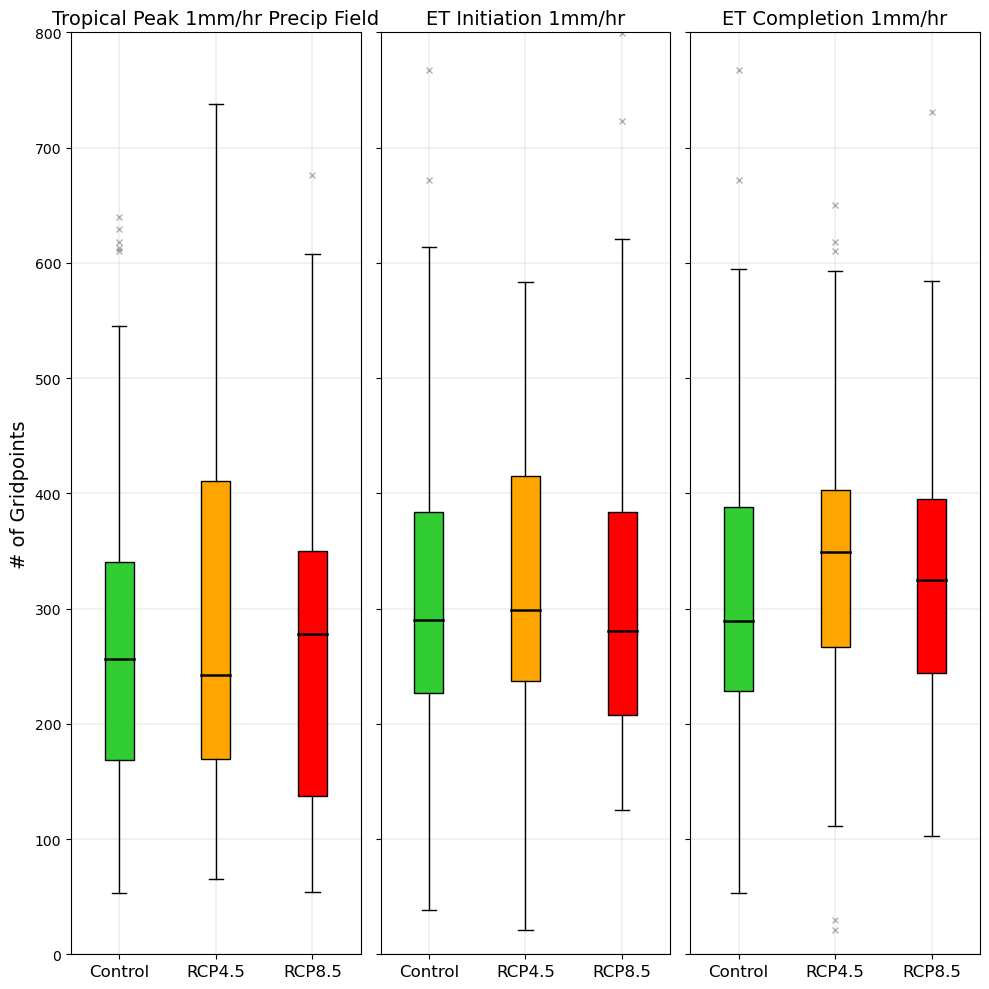 Tropical Peak 1mm/hr Precip Field
ET Initiation 1mm/hr
ET Completion 1mm/hr
# of Gridpoints
800
700
600
500
400
300
200
100
0
Control RCP4.5 RCP8.5
Control RCP4.5 RCP8.5
Control RCP4.5 RCP8.5